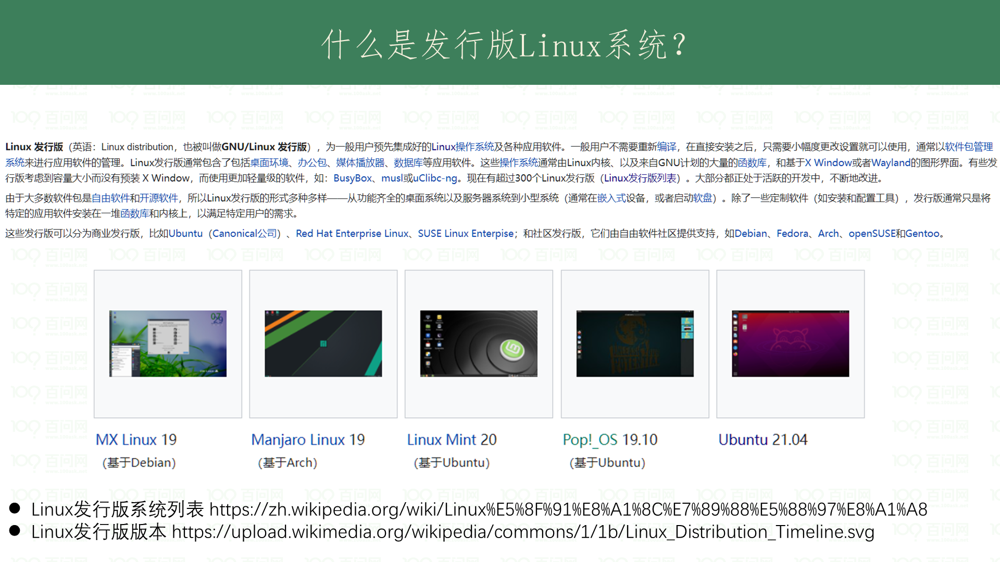 什么是发行版Linux系统？
Linux 发行版（英语：Linux distribution，也被叫做GNU/Linux 发行版），为一般用户预先集成好的Linux操作系统及各种应用软件。一般用户不需要重新编译，在直接安装之后，只需要小幅度更改设置就可以使用，通常以软件包管理
系统来进行应用软件的管理。Linux发行版通常包含了包括桌面环境、办公包、媒体播放器、数据库等应用软件。这些操作系统通常由Linux内核、以及来自GNU计划的大量的函数库，和基于X Window或者Wayland的图形界面。有些发
行版考虑到容量大小而没有预装 X Window，而使用更加轻量级的软件，如：BusyBox、musl或uClibc-ng。现在有超过300个Linux发行版（Linux发行版列表）。大部分都正处于活跃的开发中，不断地改进。
由于大多数软件包是自由软件和开源软件，所以Linux发行版的形式多种多样——从功能齐全的桌面系统以及服务器系统到小型系统（通常在嵌入式设备，或者启动软盘）。除了一些定制软件（如安装和配置工具），发行版通常只是将
特定的应用软件安装在一堆函数库和内核上，以满足特定用户的需求。
这些发行版可以分为商业发行版，比如Ubuntu（Canonical公司）、Red Hat Enterprise Linux、SUSE Linux Enterpise；和社区发行版，它们由自由软件社区提供支持，如Debian、Fedora、Arch、openSUSE和Gentoo。
MX Linux 19
（基于Debian）
Manjaro Linux 19
（基于Arch）
Linux Mint 20
（基于Ubuntu）
Pop!_OS 19.10
（基于Ubuntu）
Ubuntu 21.04
● Linux发行版系统列表 https://zh.wikipedia.org/wiki/Linux%E5%8F%91%E8%A1%8C%E7%89%88%E5%88%97%E8%A1%A8
● Linux发行版版本 https://upload.wikimedia.org/wikipedia/commons/1/1b/Linux_Distribution_Timeline.svg